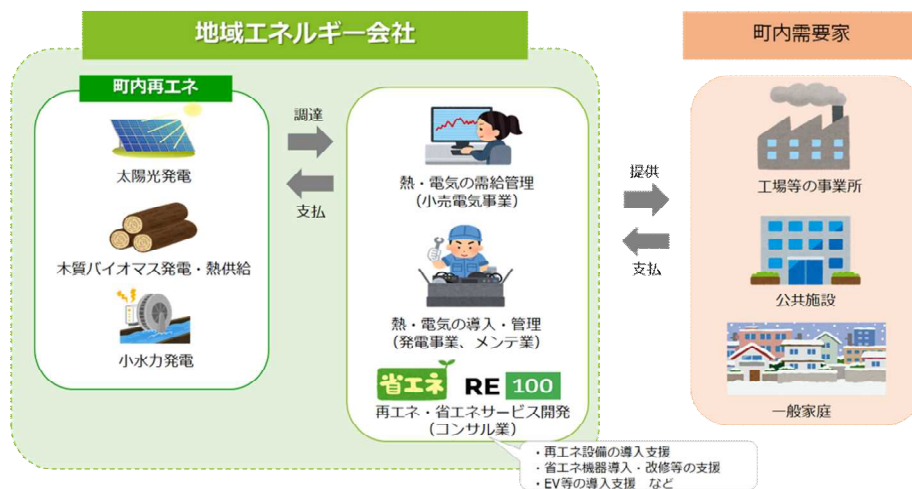 地域エネルギー会社
町内再エネ
太陽光発電
木質バイオマス発電・熱供給
小水力発電
調達
支払
熱・電気の需給管理
(小売電気事業)
熱・電気の導入・管理
(発電事業、メンテ業)
省エネ RE 100
再エネ・省エネサービス開発
(コンサル業)
・再エネ設備の導入支援
・省エネ機器導入・改修等の支援
・EV等の導入支援 など
提供
支払
町内需要家
工場等の事業所
公共施設
一般家庭